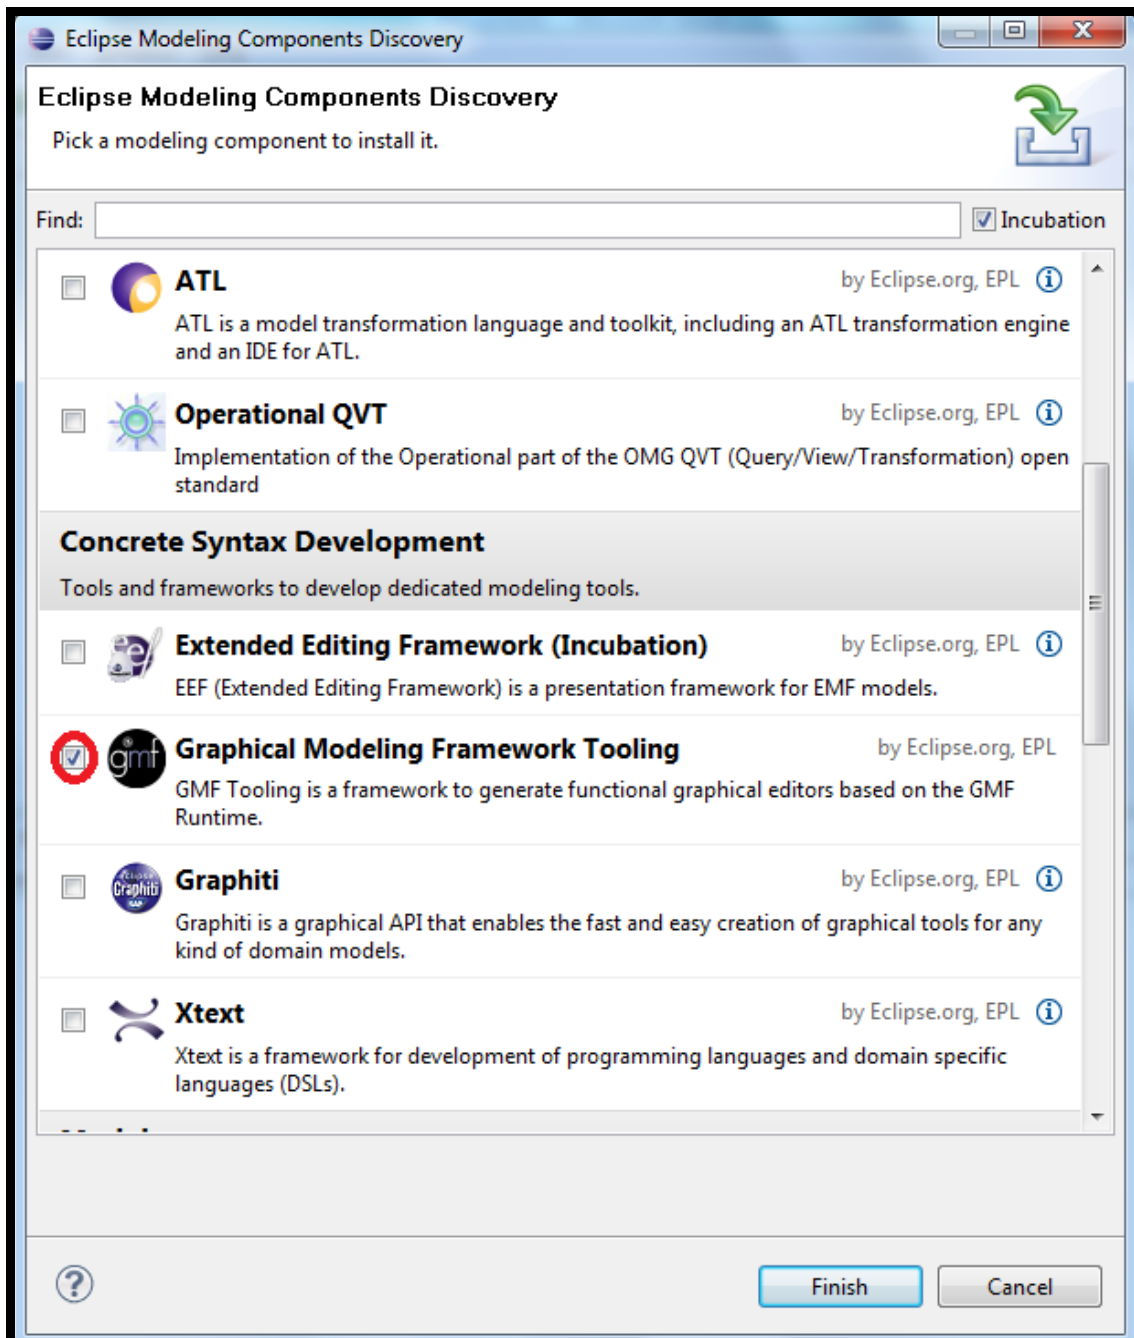 Eclipse Modeling Components Discovery
Eclipse Modeling Components Discovery
Pick a modeling component to install it.
Find:
Incubation
ATL
by Eclipse.org, EPL
ATL is a model transformation language and toolkit, including an ATL transformation engine
and an IDE for ATL.
Operational QVT
by Eclipse.org, EPL
Implementation of the Operational part of the OMG QVT (Query/View/Transformation) open
standard
Concrete Syntax Development
Tools and frameworks to develop dedicated modeling tools.
Extended Editing Framework (Incubation)
by Eclipse.org, EPL
EEF (Extended Editing Framework) is a presentation framework for EMF models.
gmf
Graphical Modeling Framework Tooling
by Eclipse.org, EPL
GMF Tooling is a framework to generate functional graphical editors based on the GMF
Runtime.
eclipse
Graphiti
SAP
Graphiti
by Eclipse.org, EPL
Graphiti is a graphical API that enables the fast and easy creation of graphical tools for any
kind of domain models.
Xtext
by Eclipse.org, EPL
Xtext is a framework for development of programming languages and domain specific
languages (DSLs).
Finish
Cancel